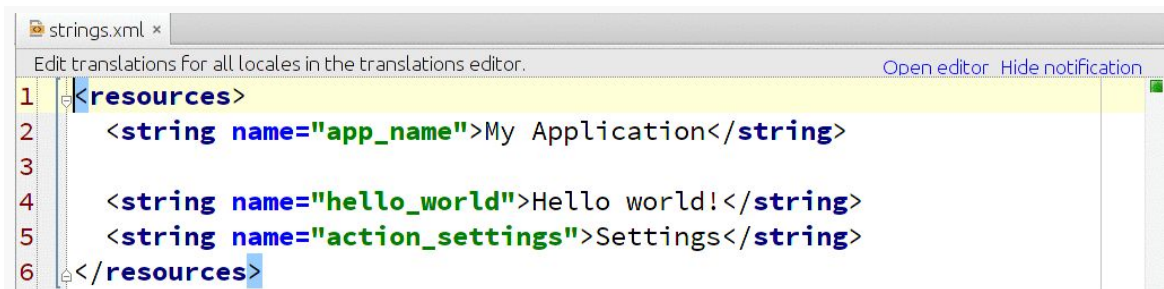 strings.xml ×
Edit translations for all locales in the translations editor. Open editor Hide notification
1 <resources>
2 <string name="app_name">My Application</string>
3
4 <string name="hello_world">Hello world!</string>
5 <string name="action_settings">Settings</string>
6 </resources>